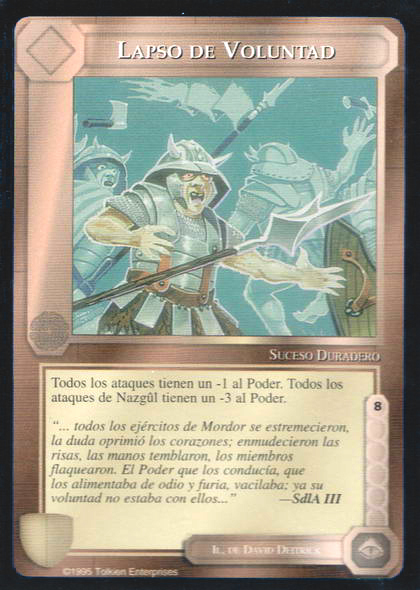 LAPSO DE VOLUNTAD
SUCESO DURADERO
Todos los ataques tienen un -1 al Poder. Todos los
ataques de Nazgûl tienen un -3 al Poder.
8
“... todos los ejércitos de Mordor se estremecieron,
la duda oprimió los corazones; enmudecieron las
risas, las manos temblaron, los miembros
flaquearon. El Poder que los conducía, que
los alimentaba de odio y furia, vacilaba: ya su
voluntad no estaba con ellos...” —SdlA III
IL. DE DAVID DEITRICK
©1995 Tolkien Enterprises